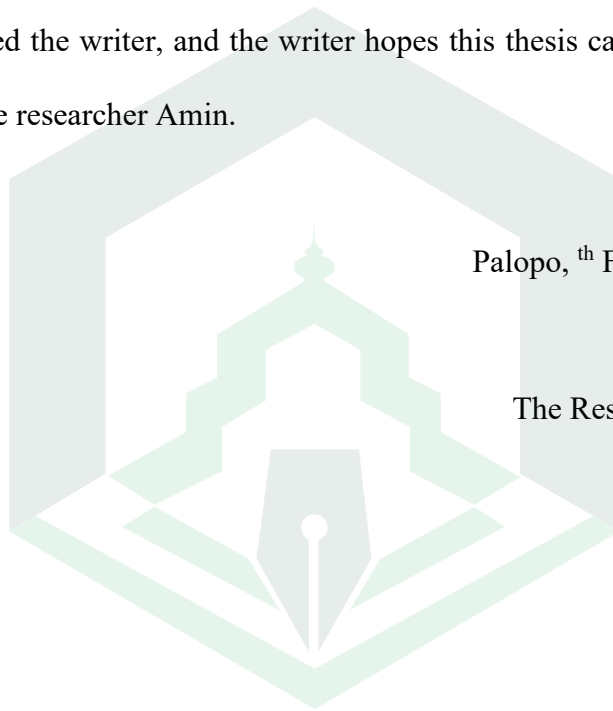 ed the writer, and the writer hopes this thesis ca
e researcher Amin.
Palopo, th F
The Res